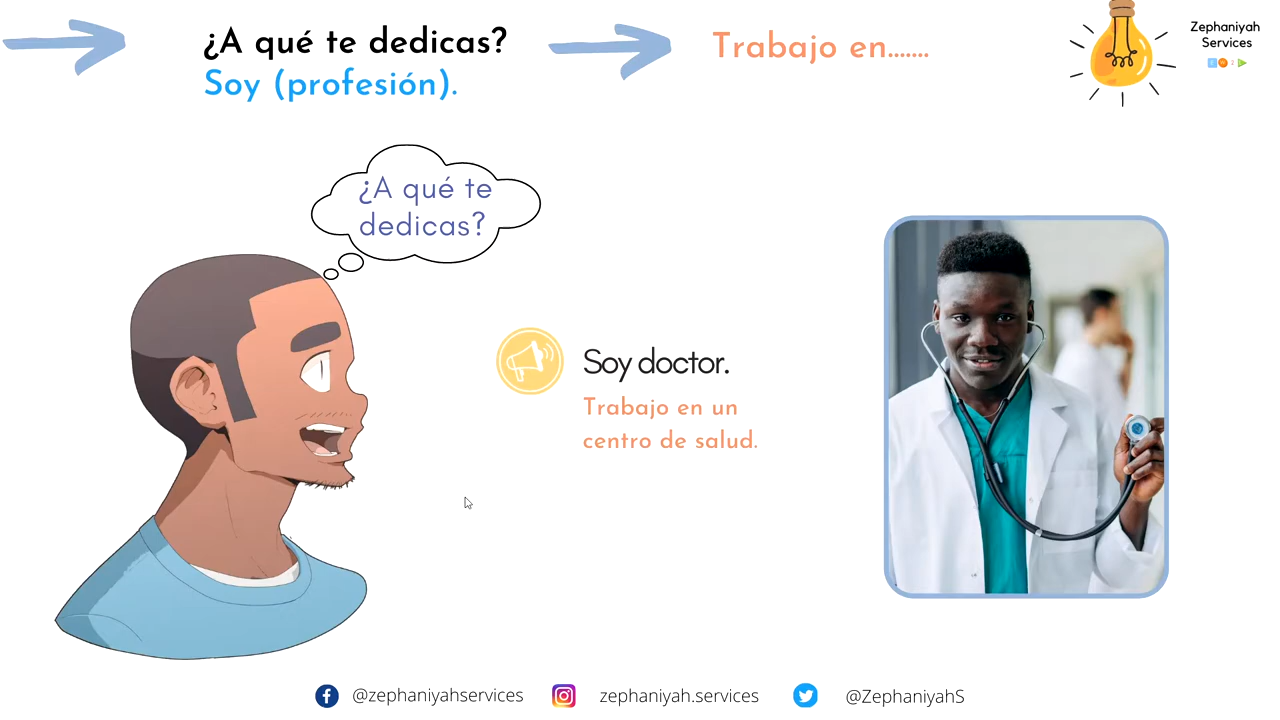 ¿A qué te dedicas?
Soy (profesión).
Trabajo en.......
Zephaniyah
Services
¿A qué te
dedicas?
Soy doctor.
Trabajo en un
centro de salud.
@zephaniyahservices
zephaniyah.services
@ZephaniyahS